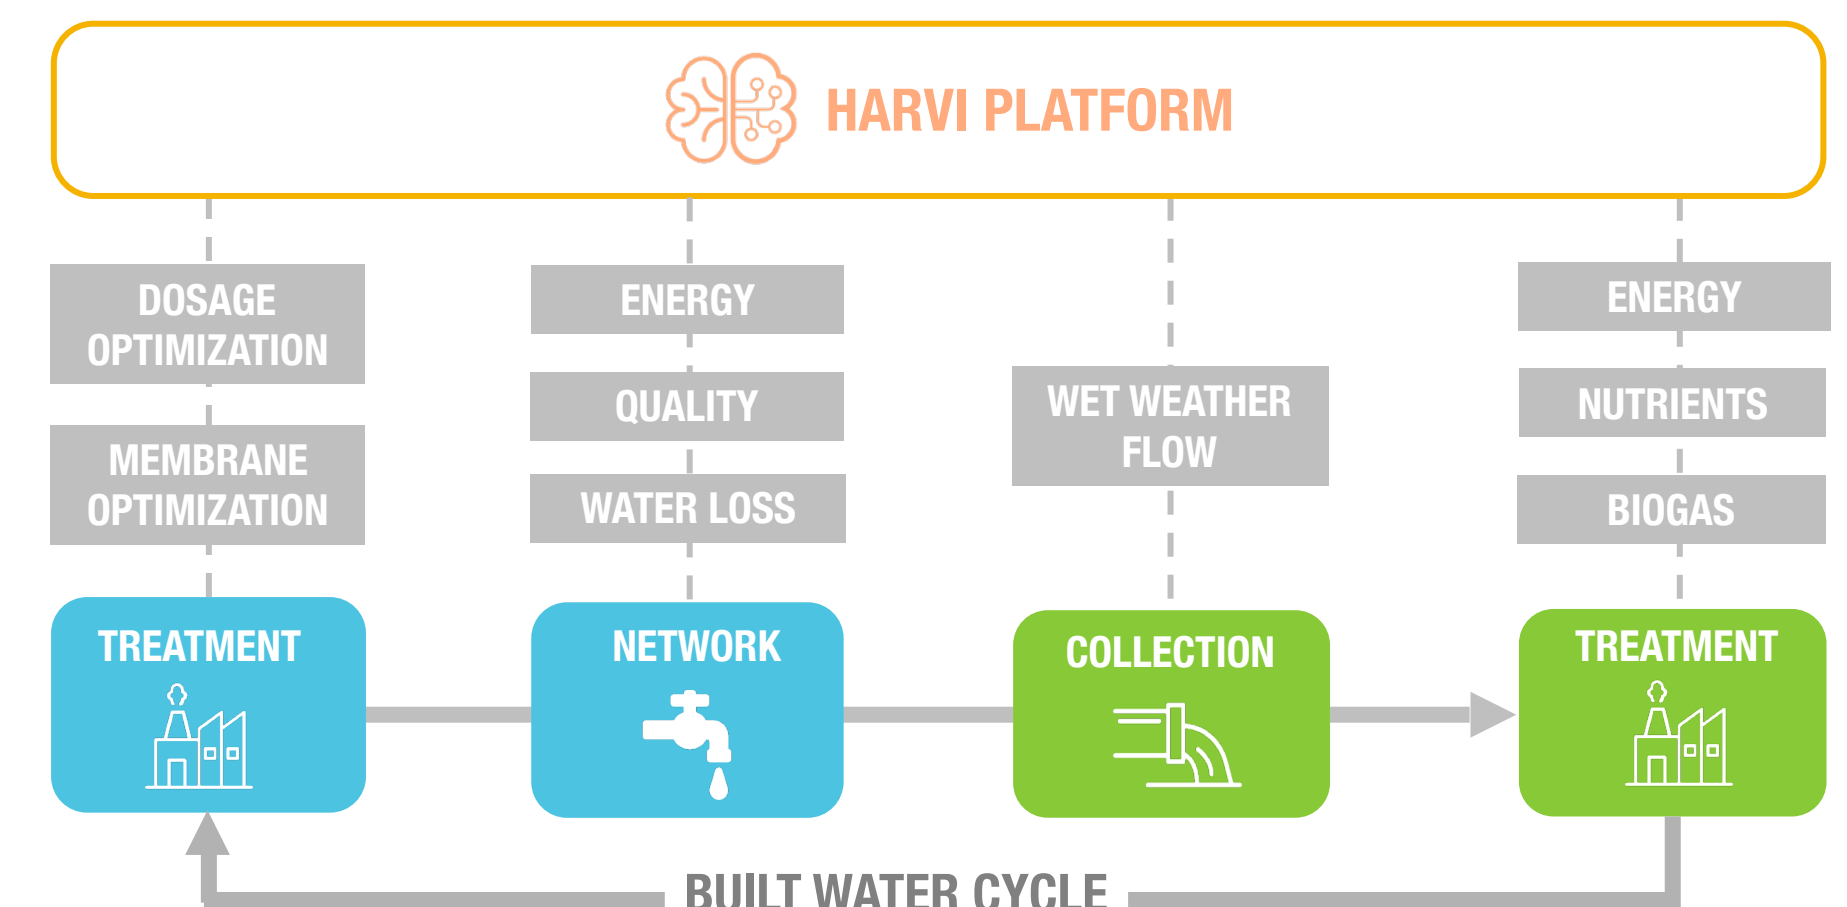 HARVI PLATFORM
DOSAGE
OPTIMIZATION
MEMBRANE
OPTIMIZATION
TREATMENT
ENERGY
QUALITY
WATER LOSS
NETWORK
WET WEATHER
FLOW
COLLECTION
ENERGY
NUTRIENTS
BIOGAS
TREATMENT
BUILT WATER CYCLE